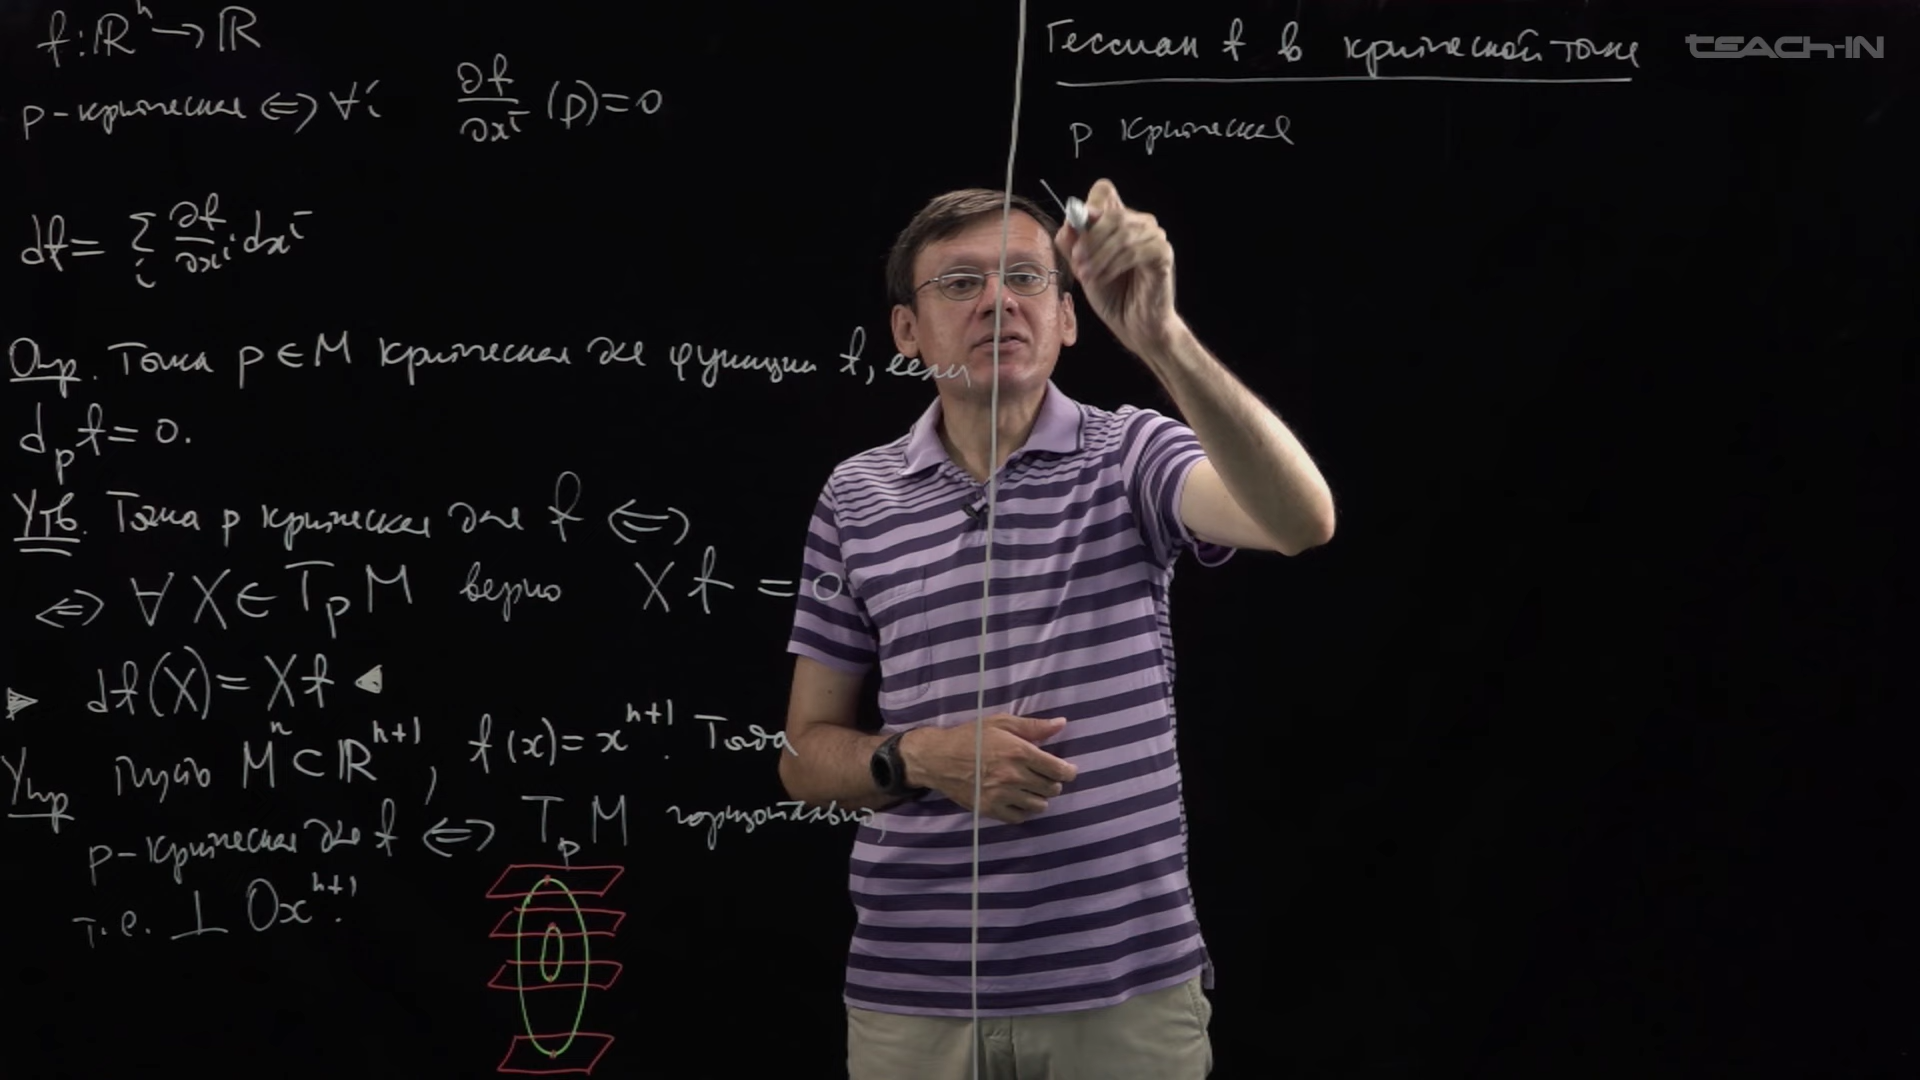 f: ℝⁿ → ℝ
p-критическая ⇔ ∀i ∂f/∂xⁱ (p) = 0
df = Σᵢ ∂f/∂xⁱ dxⁱ
Опр. Точка p ∈ M критическая для функции f, если
dₚf = 0.
Утв. Точка p критическая для f ⇔
⇔ ∀ X ∈ TₚM верно Xf = 0
▶ df(X) = Xf ◀
Упр Пусть Mⁿ ⊂ ℝⁿ⁺¹, f(x) = xⁿ⁺¹. Тогда
p-критическая для f ⇔ TₚM горизонтально,
т.е. ⊥ Oxⁿ⁺¹.
Гессиан f в критической точке
p критическая
TEACH-IN